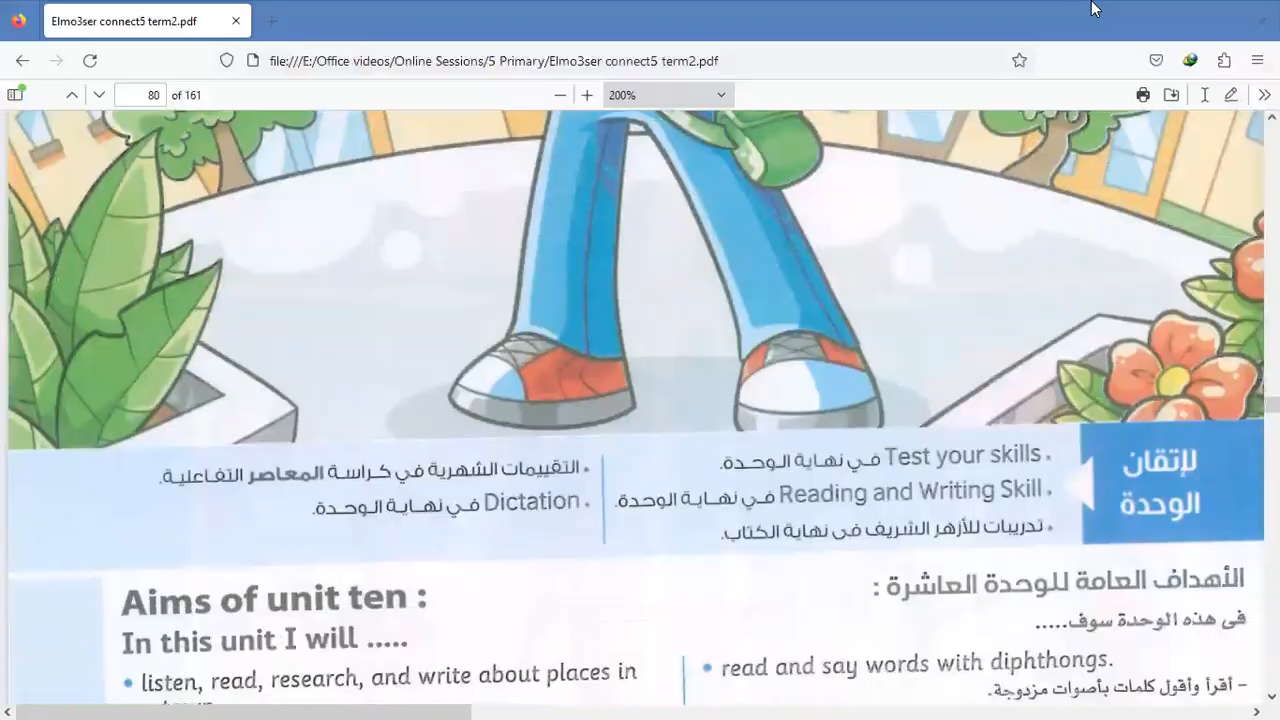 Elmo3ser connect5 term2.pdf
file:///E:/Office videos/Online Sessions/5 Primary/Elmo3ser connect5 term2.pdf
80 of 161
200%
لإتقان
الوحدة
• Test your skills في نهاية الوحدة.
• Reading and Writing Skill في نهاية الوحدة.
• تدريبات للأزهر الشريف فى نهاية الكتاب.
• التقييمات الشهرية في كراسة المعاصر التفاعلية.
• Dictation في نهاية الوحدة.
Aims of unit ten :
In this unit I will .....
• listen, read, research, and write about places in
الأهداف العامة للوحدة العاشرة :
فى هذه الوحدة سوف.....
• read and say words with diphthongs.
- أقرأ وأقول كلمات بأصوات مزدوجة.